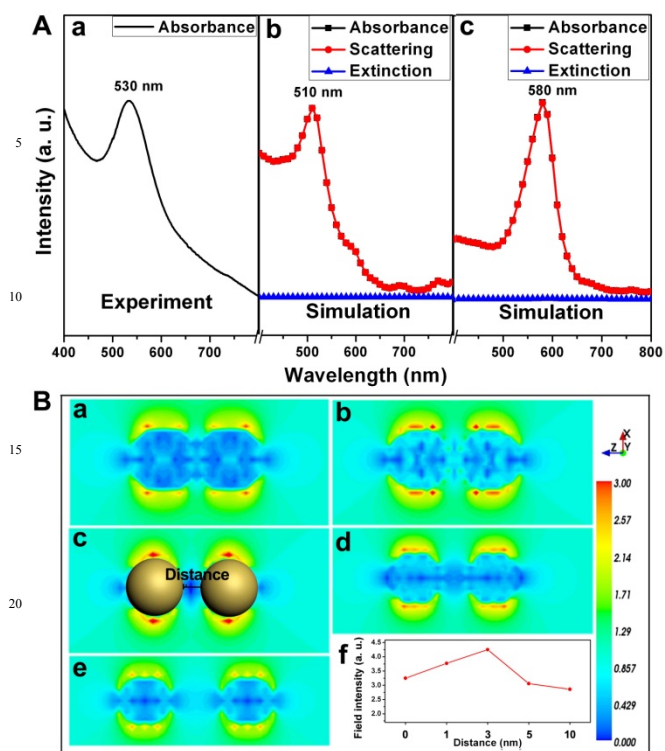 A
a
Absorbance
530 nm
Experiment
b
Absorbance
Scattering
Extinction
510 nm
Simulation
c
Absorbance
Scattering
Extinction
580 nm
Simulation
Intensity (a. u.)
5
10
400 500 600 700
500 600 700
500 600 700 800
Wavelength (nm)
B
a
b
X
Z Y
15
c
Distance
d
20
e
f
Field intensity (a. u.)
4.5
4.0
3.5
3.0
2.5
2.0
0 1 3 5 10
Distance (nm)
3.00
2.57
2.14
1.71
1.29
0.857
0.429
0.000